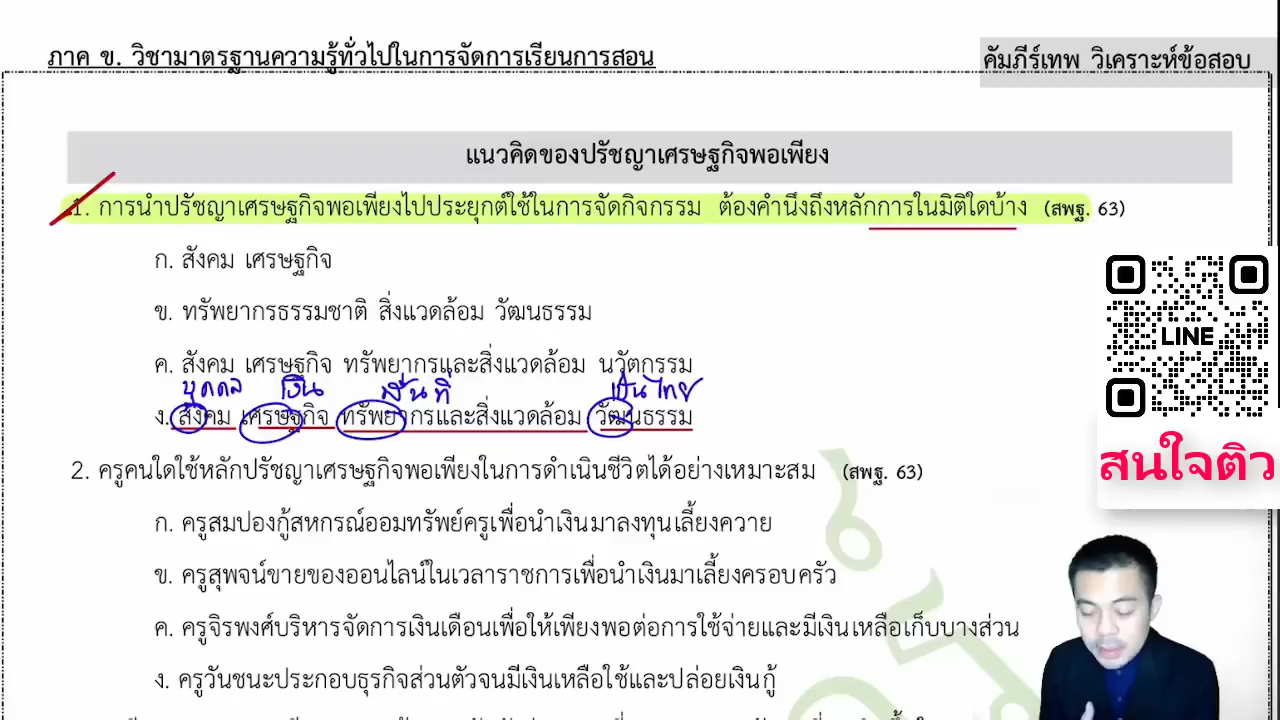 ภาค ข. วิชามาตรฐานความรู้ทั่วไปในการจัดการเรียนการสอน
คัมภีร์เทพ วิเคราะห์ข้อสอบ
แนวคิดของปรัชญาเศรษฐกิจพอเพียง
1. การนำปรัชญาเศรษฐกิจพอเพียงไปประยุกต์ใช้ในการจัดกิจกรรม ต้องคำนึงถึงหลักการในมิติใดบ้าง (สพฐ. 63)
ก. สังคม เศรษฐกิจ
ข. ทรัพยากรธรรมชาติ สิ่งแวดล้อม วัฒนธรรม
ค. สังคม เศรษฐกิจ ทรัพยากรและสิ่งแวดล้อม นวัตกรรม
บุคคล เงิน พื้นที่ เป็นไทย
ง. สังคม เศรษฐกิจ ทรัพยากรและสิ่งแวดล้อม วัฒนธรรม
LINE
สนใจติว
2. ครูคนใดใช้หลักปรัชญาเศรษฐกิจพอเพียงในการดำเนินชีวิตได้อย่างเหมาะสม (สพฐ. 63)
ก. ครูสมปองกู้สหกรณ์ออมทรัพย์ครูเพื่อนำเงินมาลงทุนเลี้ยงควาย
ข. ครูสุพจน์ขายของออนไลน์ในเวลาราชการเพื่อนำเงินมาเลี้ยงครอบครัว
ค. ครูจิรพงศ์บริหารจัดการเงินเดือนเพื่อให้เพียงพอต่อการใช้จ่ายและมีเงินเหลือเก็บบางส่วน
ง. ครูวันชนะประกอบธุรกิจส่วนตัวจนมีเงินเหลือใช้และปล่อยเงินกู้